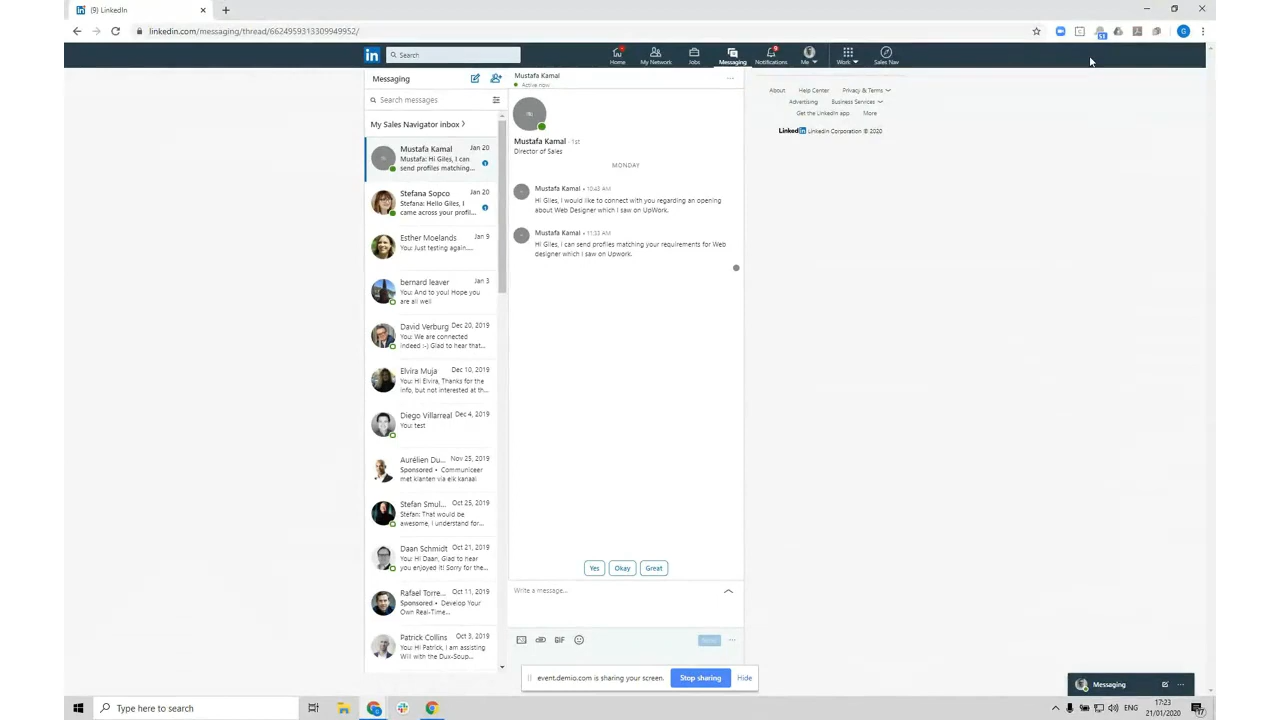 (9) LinkedIn
linkedin.com/messaging/thread/6624959313309949952/
51
G
in
Search
Home
My Network
Jobs
Messaging
Notifications
Me
Work
Sales Nav
Messaging
Search messages
My Sales Navigator inbox
Mustafa Kamal Jan 20
Mustafa: Hi Giles, I can
send profiles matching...
Stefana Sopco Jan 20
Stefana: Hello Giles, I
came across your profil...
Esther Moelands Jan 9
You: Just testing again....
bernard leaver Jan 3
You: And to you! Hope you
are all well
David Verburg Dec 20, 2019
You: We are connected
indeed :-) Glad to hear that...
Elvira Muja Dec 10, 2019
You: Hi Elvira, Thanks for the
info, but not interested at th...
Diego Villarreal Dec 4, 2019
You: test
Aurélien Du... Nov 25, 2019
Sponsored • Communiceer
met klanten via elk kanaal
Stefan Smul... Oct 25, 2019
Stefan: That would be
awesome, I understand for...
Daan Schmidt Oct 21, 2019
You: Hi Daan, Glad to hear
you enjoyed it! Sorry for the...
Rafael Torre... Oct 11, 2019
Sponsored • Develop Your
Own Real-Time...
Patrick Collins Oct 3, 2019
You: Hi Patrick, I am assisting
Will with the Dux-Soup...
Mustafa Kamal
Active now
Mustafa Kamal · 1st
Director of Sales
MONDAY
Mustafa Kamal • 10:43 AM
Hi Giles, I would like to connect with you regarding an opening
about Web Designer which I saw on UpWork.
Mustafa Kamal • 11:33 AM
Hi Giles, I can send profiles matching your requirements for Web
designer which I saw on Upwork.
Yes Okay Great
Write a message...
GIF
event.demio.com is sharing your screen. Stop sharing Hide
About Help Center Privacy & Terms
Advertising Business Services
Get the LinkedIn app More
LinkedIn LinkedIn Corporation © 2020
Messaging
Type here to search
ENG
17:23
21/01/2020
17